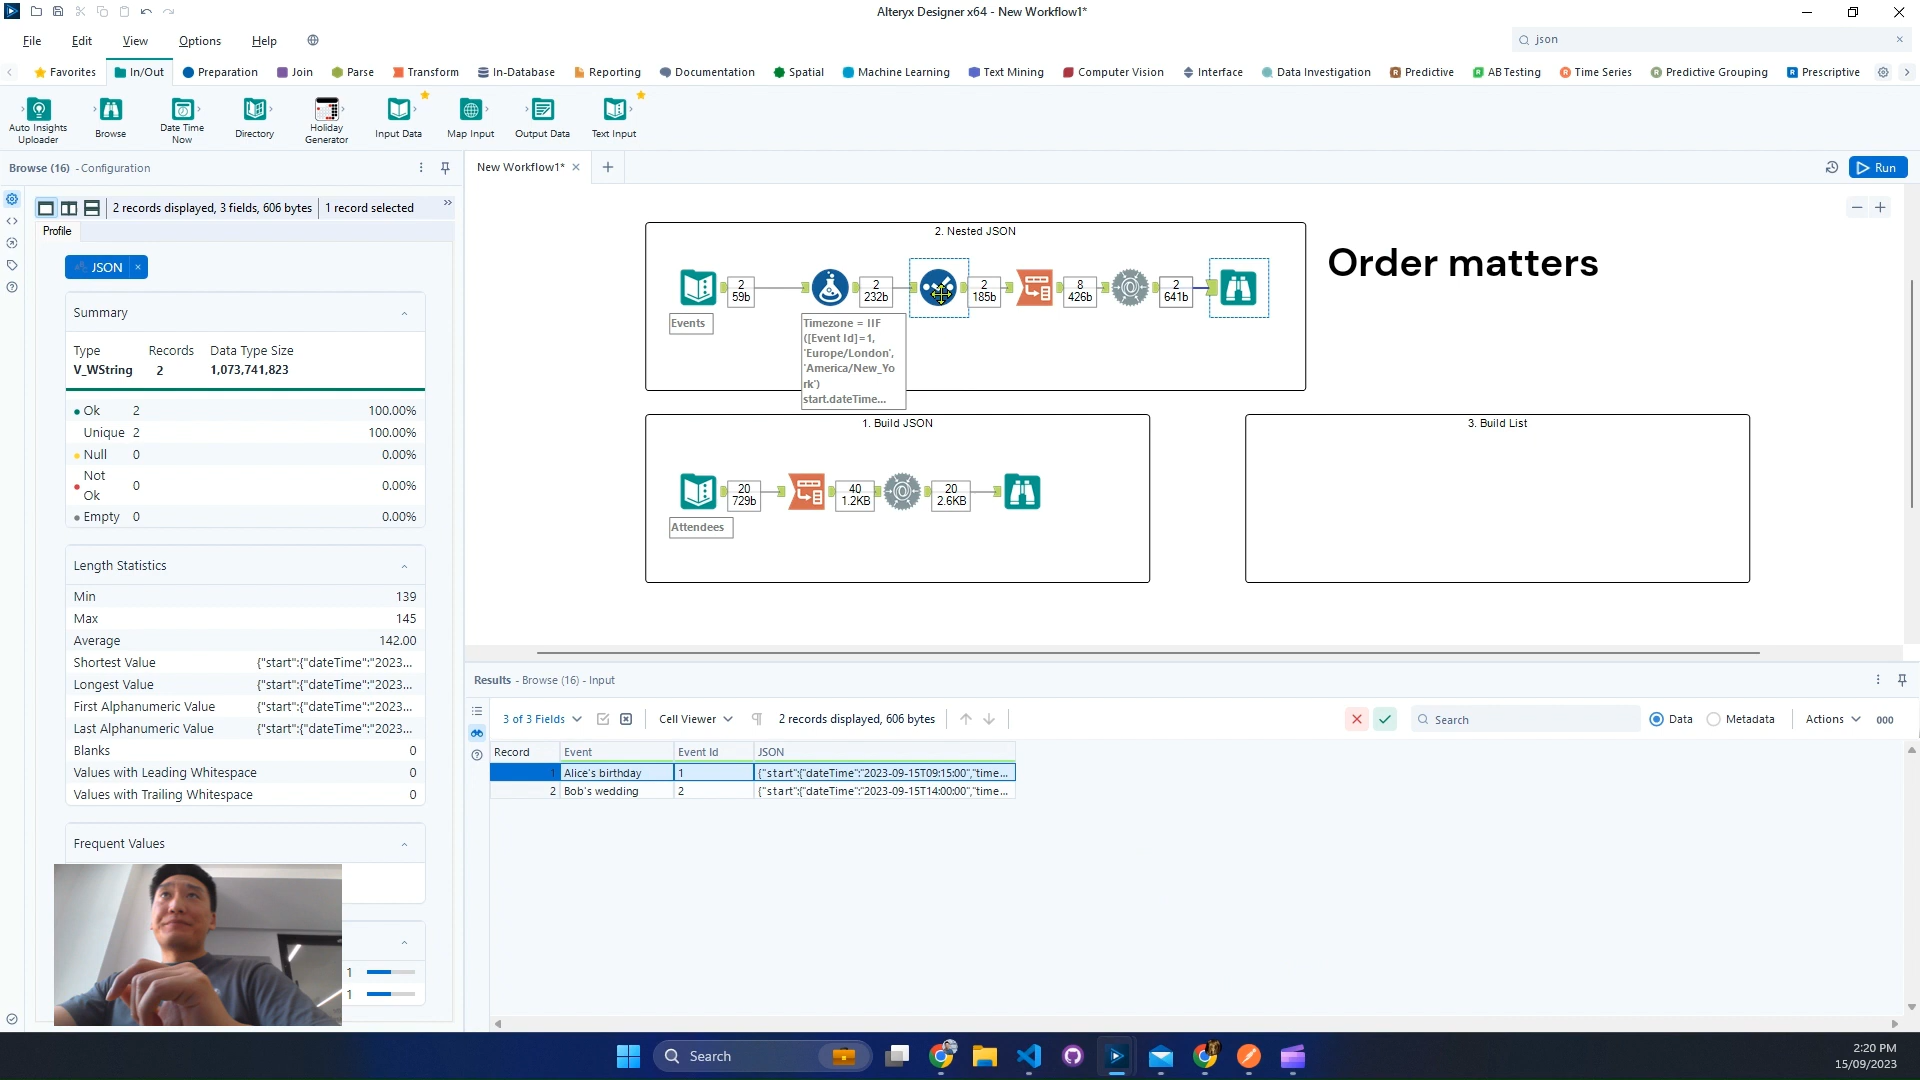 Alteryx Designer x64 - New Workflow1*
File Edit View Options Help
json
Favorites In/Out Preparation Join Parse Transform In-Database Reporting Documentation Spatial Machine Learning Text Mining Computer Vision Interface Data Investigation Predictive AB Testing Time Series Predictive Grouping Prescriptive
Auto Insights Uploader
Browse
Date Time Now
Directory
Holiday Generator
Input Data
Map Input
Output Data
Text Input
Browse (16) - Configuration
2 records displayed, 3 fields, 606 bytes 1 record selected
Profile
JSON
Summary
Type Records Data Type Size
V_WString 2 1,073,741,823
Ok 2 100.00%
Unique 2 100.00%
Null 0 0.00%
Not Ok 0 0.00%
Empty 0 0.00%
Length Statistics
Min 139
Max 145
Average 142.00
Shortest Value {"start":{"dateTime":"2023...
Longest Value {"start":{"dateTime":"2023...
First Alphanumeric Value {"start":{"dateTime":"2023...
Last Alphanumeric Value {"start":{"dateTime":"2023...
Blanks 0
Values with Leading Whitespace 0
Values with Trailing Whitespace 0
Frequent Values
1
1
New Workflow1*
Run
2. Nested JSON
2 59b
2 232b
2 185b
8 426b
2 641b
Events
Timezone = IIF
([Event Id]=1,
'Europe/London',
'America/New_Yo
rk')
start.dateTime...
Order matters
1. Build JSON
20 729b
40 1.2KB
20 2.6KB
Attendees
3. Build List
Results - Browse (16) - Input
3 of 3 Fields Cell Viewer 2 records displayed, 606 bytes Search Data Metadata Actions 000
Record Event Event Id JSON
1 Alice's birthday 1 {"start":{"dateTime":"2023-09-15T09:15:00","time...
2 Bob's wedding 2 {"start":{"dateTime":"2023-09-15T14:00:00","time...
Search
2:20 PM
15/09/2023